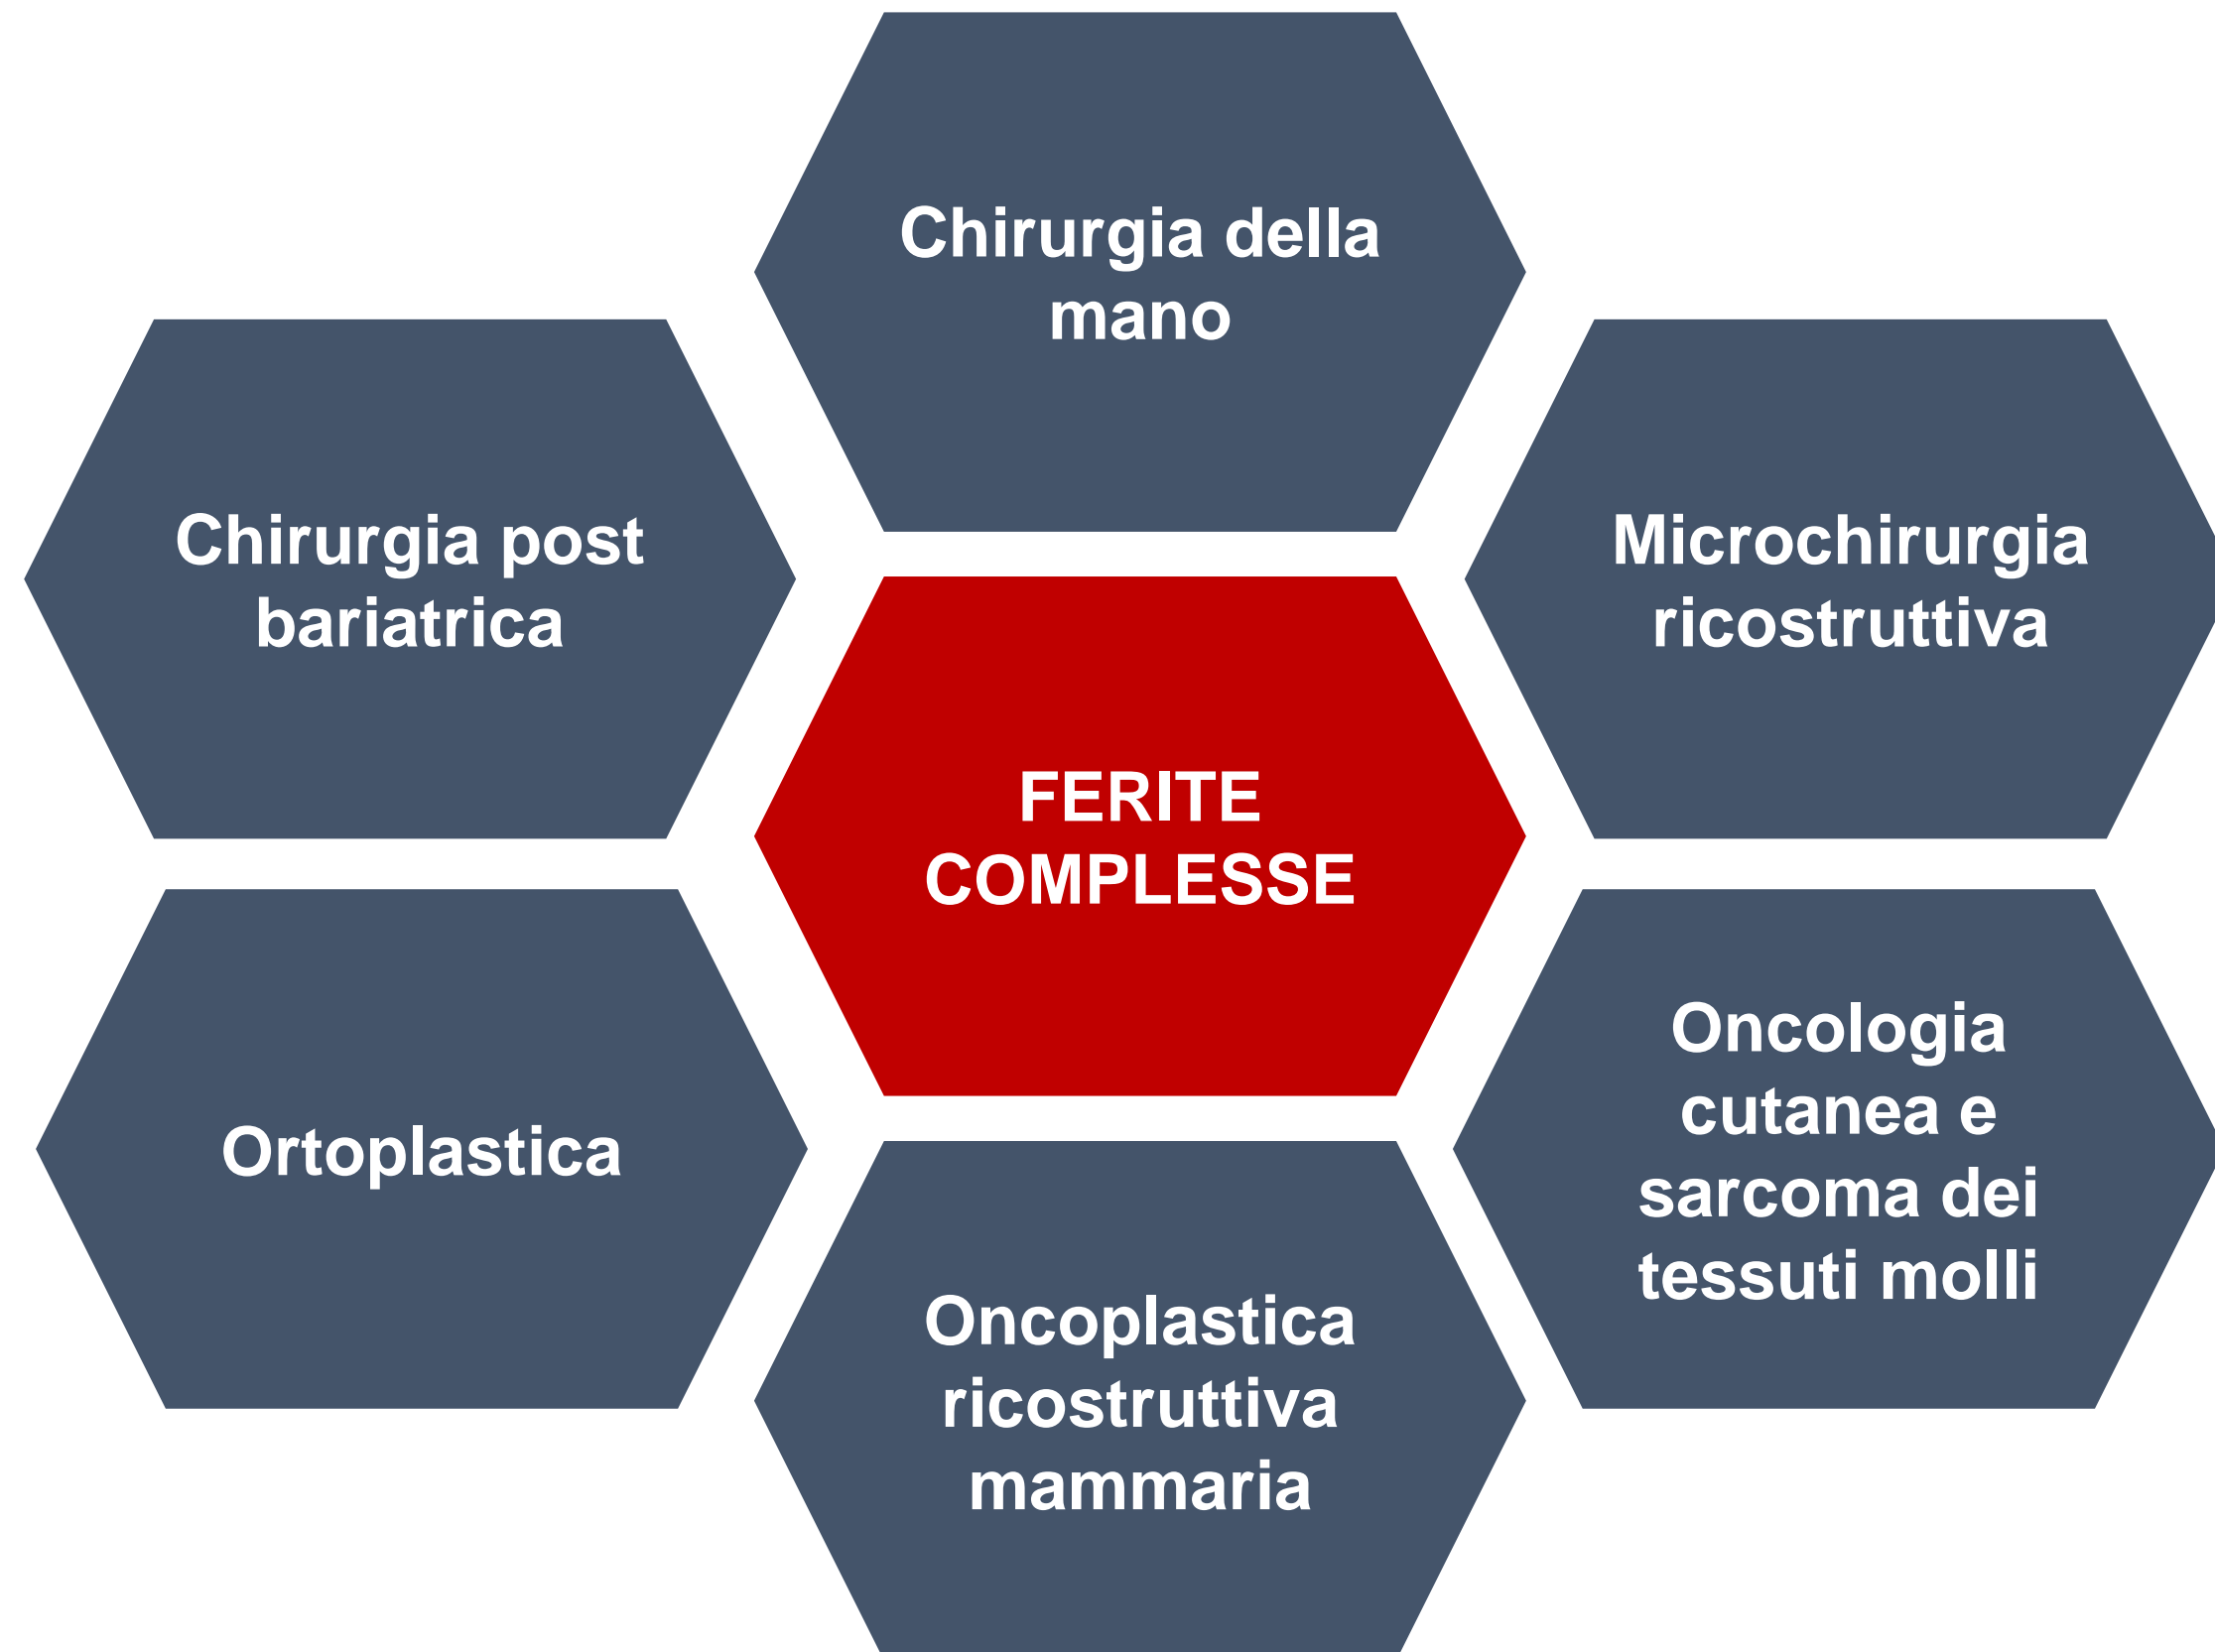 Chirurgia della
mano
Chirurgia post
bariatrica
Microchirurgia
ricostruttiva
FERITE
COMPLESSE
Ortoplastica
Oncologia
cutanea e
sarcoma dei
tessuti molli
Oncoplastica
ricostruttiva
mammaria